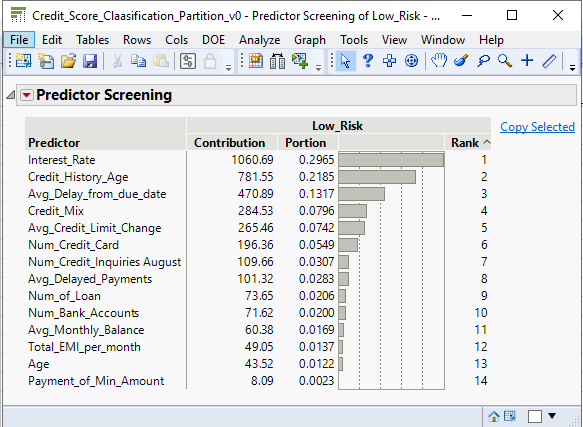 Credit_Score_Claasification_Partition_v0 - Predictor Screening of Low_Risk - ...
File Edit Tables Rows Cols DOE Analyze Graph Tools View Window Help
Predictor Screening
Low_Risk
Predictor Contribution Portion Rank
Copy Selected
Interest_Rate 1060.69 0.2965 1
Credit_History_Age 781.55 0.2185 2
Avg_Delay_from_due_date 470.89 0.1317 3
Credit_Mix 284.53 0.0796 4
Avg_Credit_Limit_Change 265.46 0.0742 5
Num_Credit_Card 196.36 0.0549 6
Num_Credit_Inquiries August 109.66 0.0307 7
Avg_Delayed_Payments 101.32 0.0283 8
Num_of_Loan 73.65 0.0206 9
Num_Bank_Accounts 71.62 0.0200 10
Avg_Monthly_Balance 60.38 0.0169 11
Total_EMI_per_month 49.05 0.0137 12
Age 43.52 0.0122 13
Payment_of_Min_Amount 8.09 0.0023 14